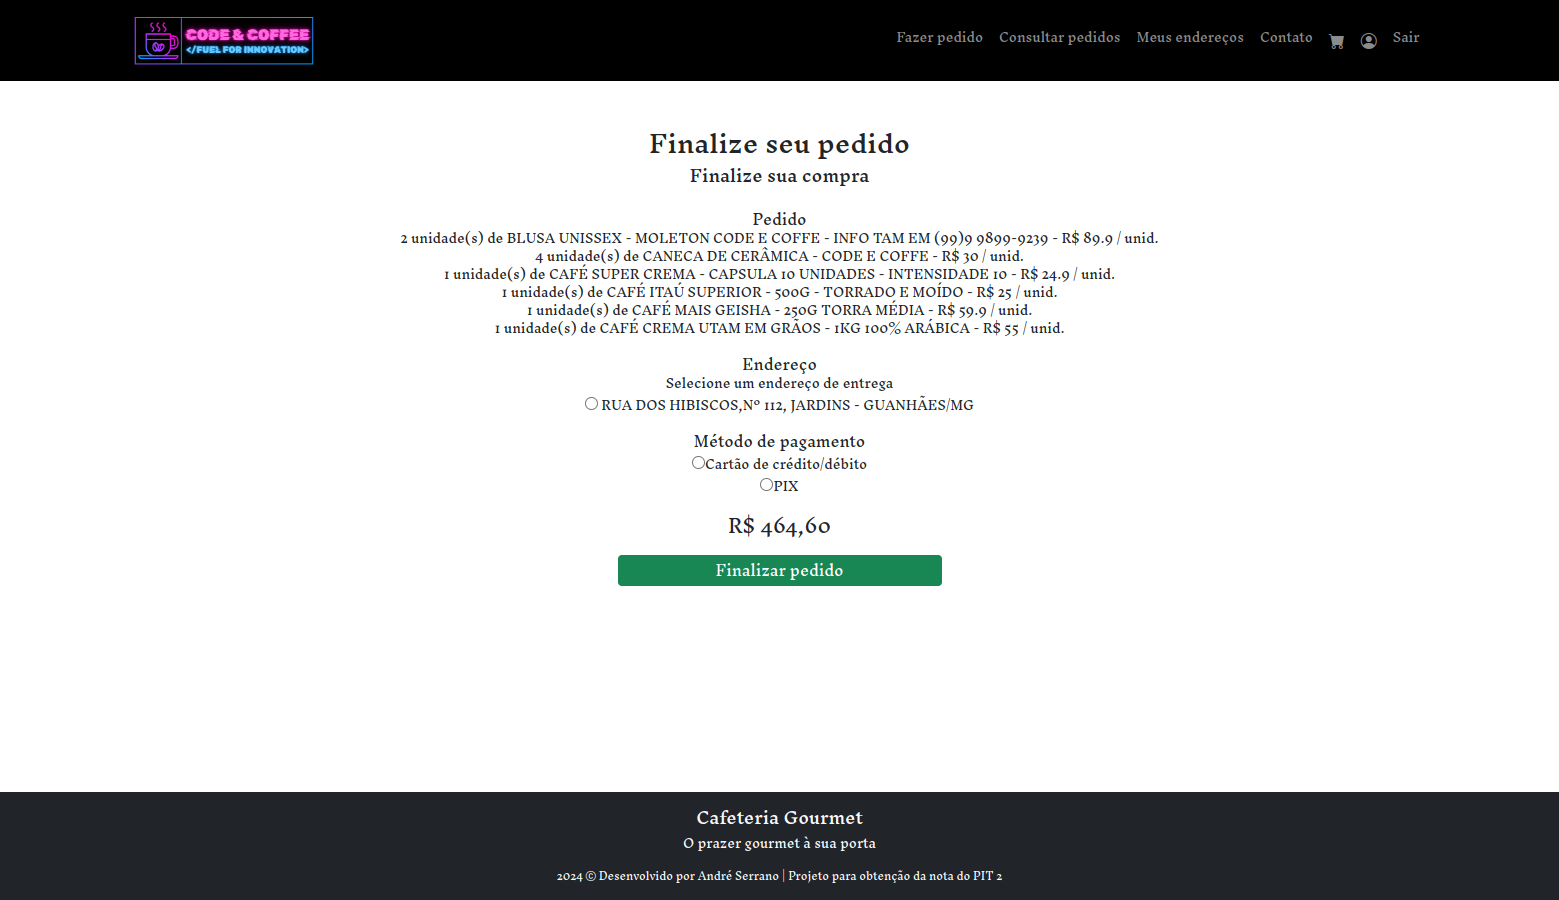 CODE & COFFEE
</FUEL FOR INNOVATION>
Fazer pedido Consultar pedidos Meus endereços Contato Sair
Finalize seu pedido
Finalize sua compra
Pedido
2 unidade(s) de BLUSA UNISSEX - MOLETON CODE E COFFE - INFO TAM EM (99)9 9899-9239 - R$ 89.9 / unid.
4 unidade(s) de CANECA DE CERÂMICA - CODE E COFFE - R$ 30 / unid.
1 unidade(s) de CAFÉ SUPER CREMA - CAPSULA 10 UNIDADES - INTENSIDADE 10 - R$ 24.9 / unid.
1 unidade(s) de CAFÉ ITAÚ SUPERIOR - 500G - TORRADO E MOÍDO - R$ 25 / unid.
1 unidade(s) de CAFÉ MAIS GEISHA - 250G TORRA MÉDIA - R$ 59.9 / unid.
1 unidade(s) de CAFÉ CREMA UTAM EM GRÃOS - 1KG 100% ARÁBICA - R$ 55 / unid.
Endereço
Selecione um endereço de entrega
RUA DOS HIBISCOS,Nº 112, JARDINS - GUANHÃES/MG
Método de pagamento
Cartão de crédito/débito
PIX
R$ 464,60
Finalizar pedido
Cafeteria Gourmet
O prazer gourmet à sua porta
2024 © Desenvolvido por André Serrano | Projeto para obtenção da nota do PIT 2